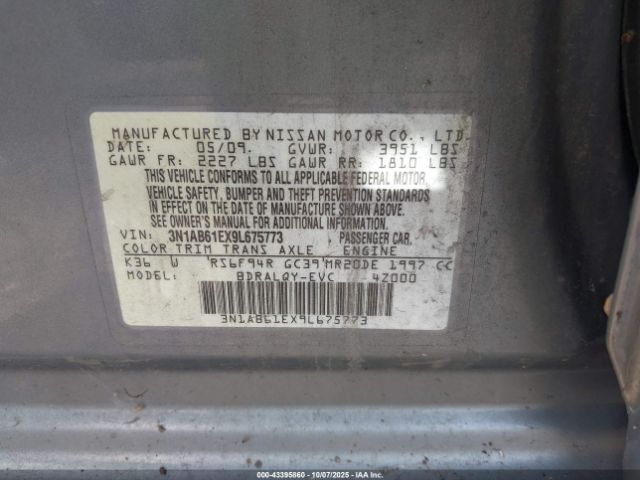 MANUFACTURED BY NISSAN MOTOR CO., LTD.
DATE: 05/09. GVWR: 3951 LBS
GAWR FR: 2227 LBS GAWR RR: 1810 LBS
THIS VEHICLE CONFORMS TO ALL APPLICABLE FEDERAL MOTOR
VEHICLE SAFETY, BUMPER AND THEFT PREVENTION STANDARDS
IN EFFECT ON THE DATE OF MANUFACTURE SHOWN ABOVE.
SEE OWNER'S MANUAL FOR ADDITIONAL INFORMATION.
VIN: 3N1AB61EX9L675773 , PASSENGER CAR.
COLOR TRIM TRANS AXLE ENGINE
K36 W RS6F94R GC39 MR20DE 1997 CC
MODEL: BDRALQY-EVC 4Z000
3N1AB61EX9L675773
000-43395860 - 10/07/2025 - IAAI.COM